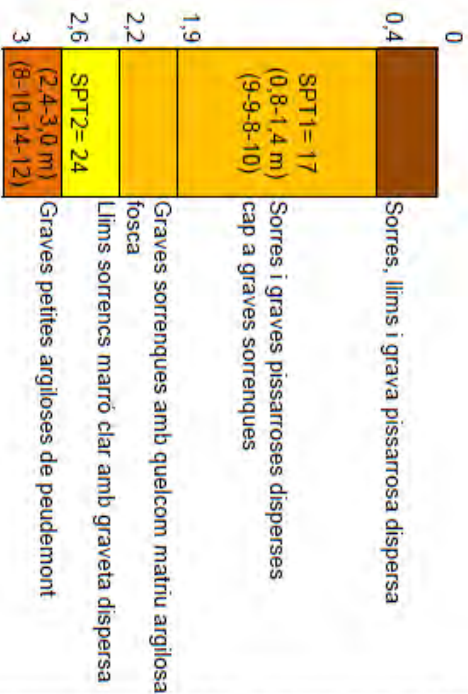 0
0,4
Sorres, llims i grava pissarrosa dispersa
SPT1= 17
(0,8-1,4 m)
(9-9-8-10)
Sorres i graves pissarroses disperses
cap a graves sorrenques
1,9
Graves sorrenques amb quelcom matriu argilosa
fosca
2,2
Llims sorrencs marró clar amb graveta dispersa
SPT2= 24
(2,4-3,0 m)
(8-10-14-12)
2,6
Graves petites argiloses de peudemont
3